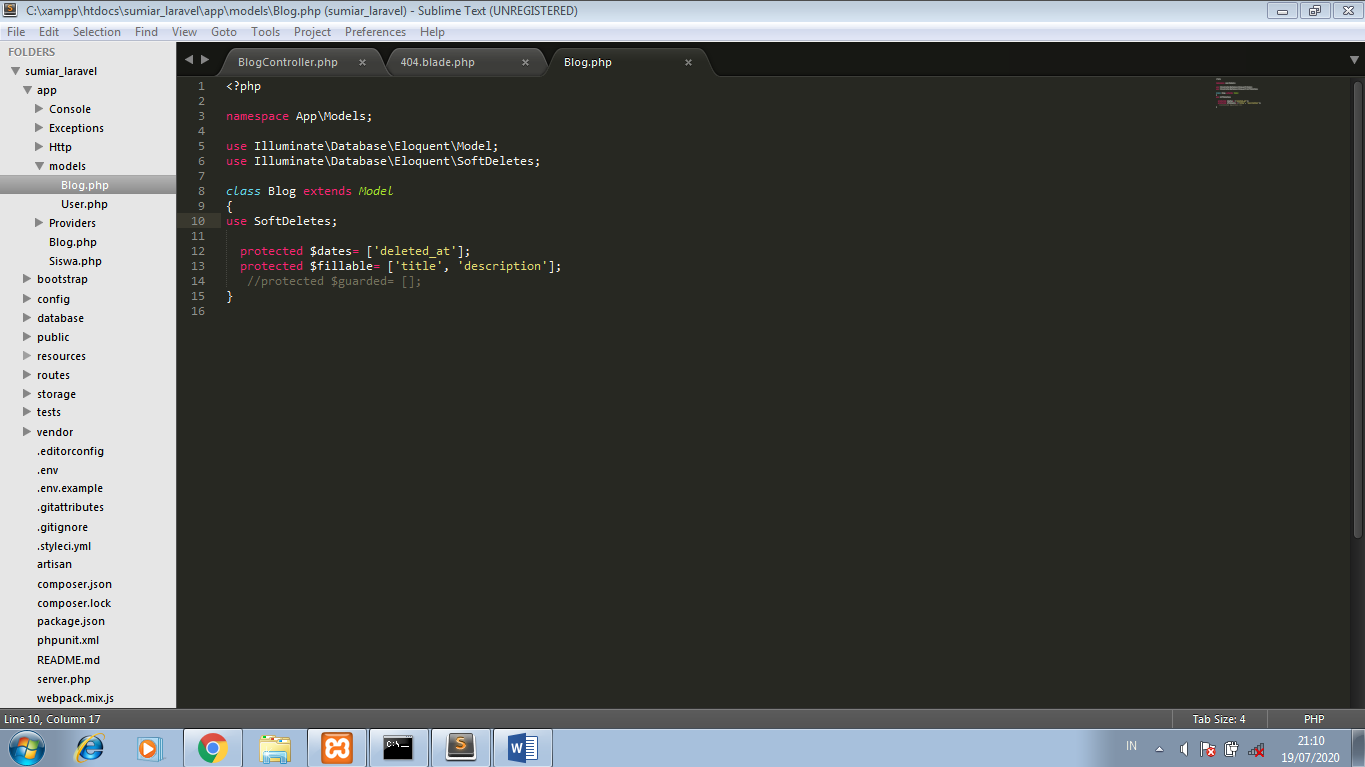 C:\xampp\htdocs\sumiar_laravel\app\models\Blog.php (sumiar_laravel) - Sublime Text (UNREGISTERED)
File Edit Selection Find View Goto Tools Project Preferences Help
FOLDERS
sumiar_laravel
app
Console
Exceptions
Http
models
Blog.php
User.php
Providers
Blog.php
Siswa.php
bootstrap
config
database
public
resources
routes
storage
tests
vendor
.editorconfig
.env
.env.example
.gitattributes
.gitignore
.styleci.yml
artisan
composer.json
composer.lock
package.json
phpunit.xml
README.md
server.php
webpack.mix.js
BlogController.php × 404.blade.php × Blog.php ×
1 <?php
2
3 namespace App\Models;
4
5 use Illuminate\Database\Eloquent\Model;
6 use Illuminate\Database\Eloquent\SoftDeletes;
7
8 class Blog extends Model
9 {
10 use SoftDeletes;
11
12   protected $dates= ['deleted_at'];
13   protected $fillable= ['title', 'description'];
14    //protected $guarded= [];
15 }
16
Line 10, Column 17 Tab Size: 4 PHP
C:\_
IN 21:10
19/07/2020